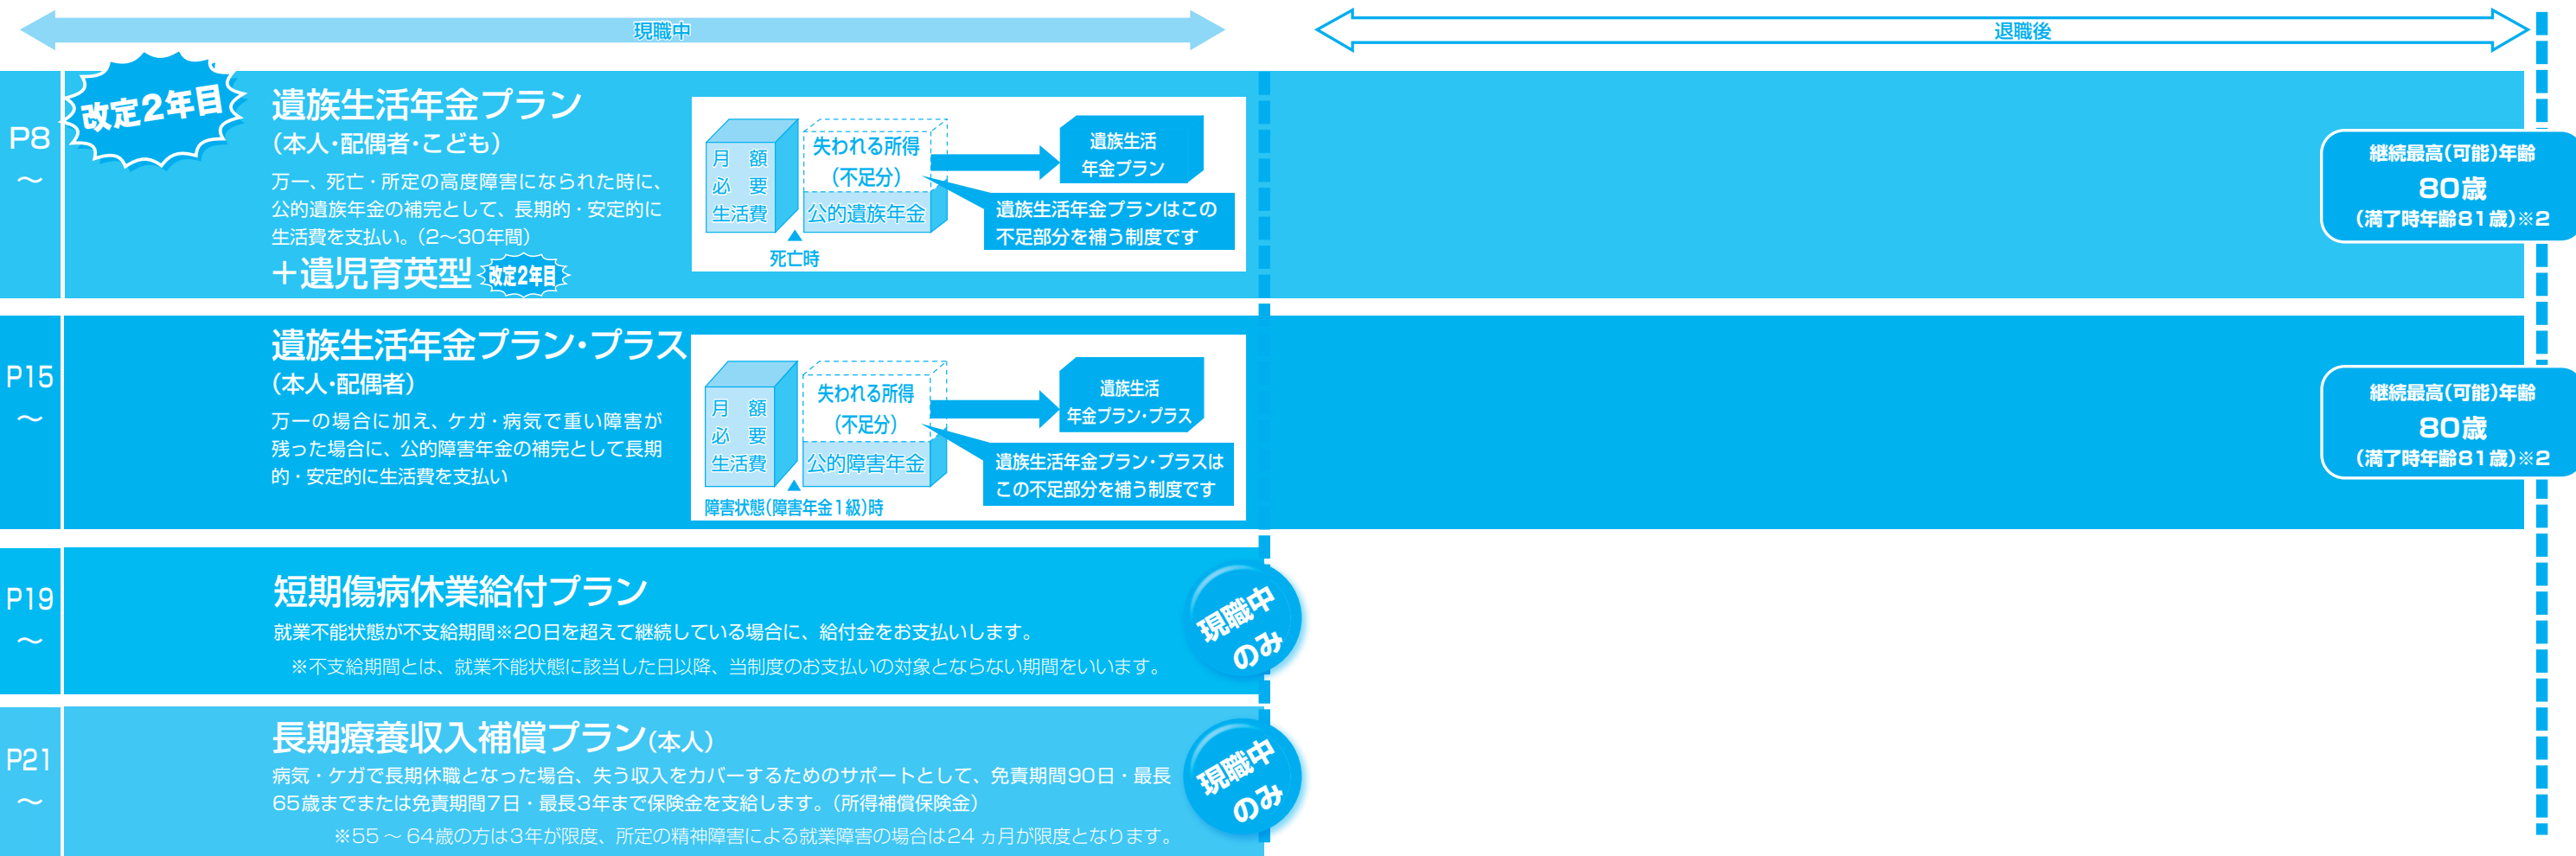 現職中
退職後
P8
～
改定2年目
遺族生活年金プラン
（本人・配偶者・こども）
万一、死亡・所定の高度障害になられた時に、
公的遺族年金の補完として、長期的・安定的に
生活費を支払い。（2～30年間）
＋遺児育英型
改定2年目
月　額
必　要
生活費
失われる所得
（不足分）
公的遺族年金
死亡時
遺族生活
年金プラン
遺族生活年金プランはこの
不足部分を補う制度です
継続最高（可能）年齢
80歳
（満了時年齢81歳）※2
P15
～
遺族生活年金プラン・プラス
（本人・配偶者）
万一の場合に加え、ケガ・病気で重い障害が
残った場合に、公的障害年金の補完として長期
的・安定的に生活費を支払い
月　額
必　要
生活費
失われる所得
（不足分）
公的障害年金
障害状態（障害年金1級）時
遺族生活
年金プラン・プラス
遺族生活年金プラン・プラスは
この不足部分を補う制度です
継続最高（可能）年齢
80歳
（満了時年齢81歳）※2
P19
～
短期傷病休業給付プラン
就業不能状態が不支給期間※20日を超えて継続している場合に、給付金をお支払いします。
※不支給期間とは、就業不能状態に該当した日以降、当制度のお支払いの対象とならない期間をいいます。
現職中
のみ
P21
～
長期療養収入補償プラン（本人）
病気・ケガで長期休職となった場合、失う収入をカバーするためのサポートとして、免責期間90日・最長
65歳までまたは免責期間7日・最長3年まで保険金を支給します。（所得補償保険金）
※55 ～ 64歳の方は3年が限度、所定の精神障害による就業障害の場合は24 ヵ月が限度となります。
現職中
のみ